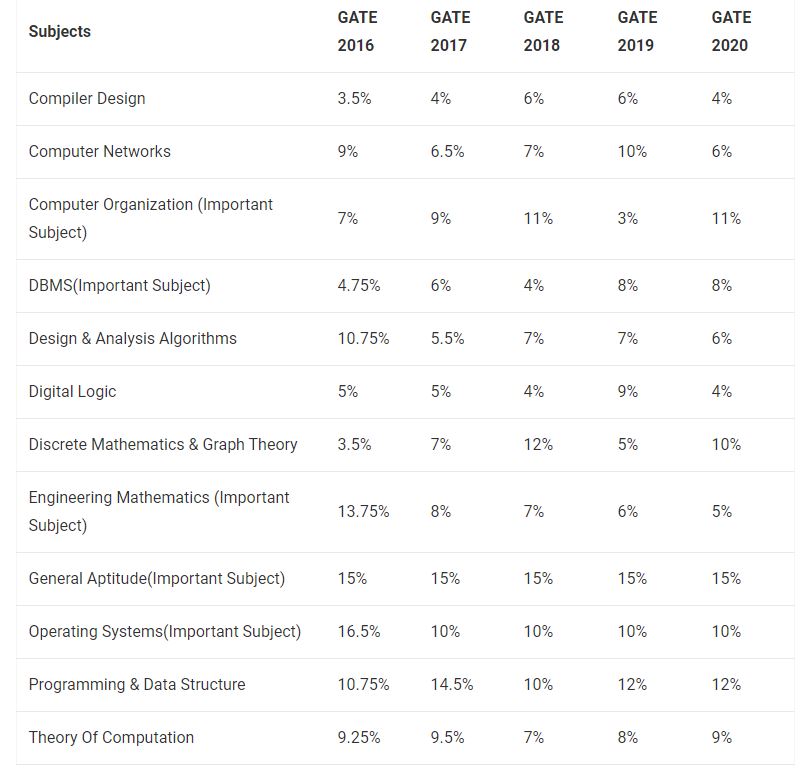 Subjects GATE 2016 GATE 2017 GATE 2018 GATE 2019 GATE 2020
Compiler Design 3.5% 4% 6% 6% 4%
Computer Networks 9% 6.5% 7% 10% 6%
Computer Organization (Important Subject) 7% 9% 11% 3% 11%
DBMS(Important Subject) 4.75% 6% 4% 8% 8%
Design & Analysis Algorithms 10.75% 5.5% 7% 7% 6%
Digital Logic 5% 5% 4% 9% 4%
Discrete Mathematics & Graph Theory 3.5% 7% 12% 5% 10%
Engineering Mathematics (Important Subject) 13.75% 8% 7% 6% 5%
General Aptitude(Important Subject) 15% 15% 15% 15% 15%
Operating Systems(Important Subject) 16.5% 10% 10% 10% 10%
Programming & Data Structure 10.75% 14.5% 10% 12% 12%
Theory Of Computation 9.25% 9.5% 7% 8% 9%